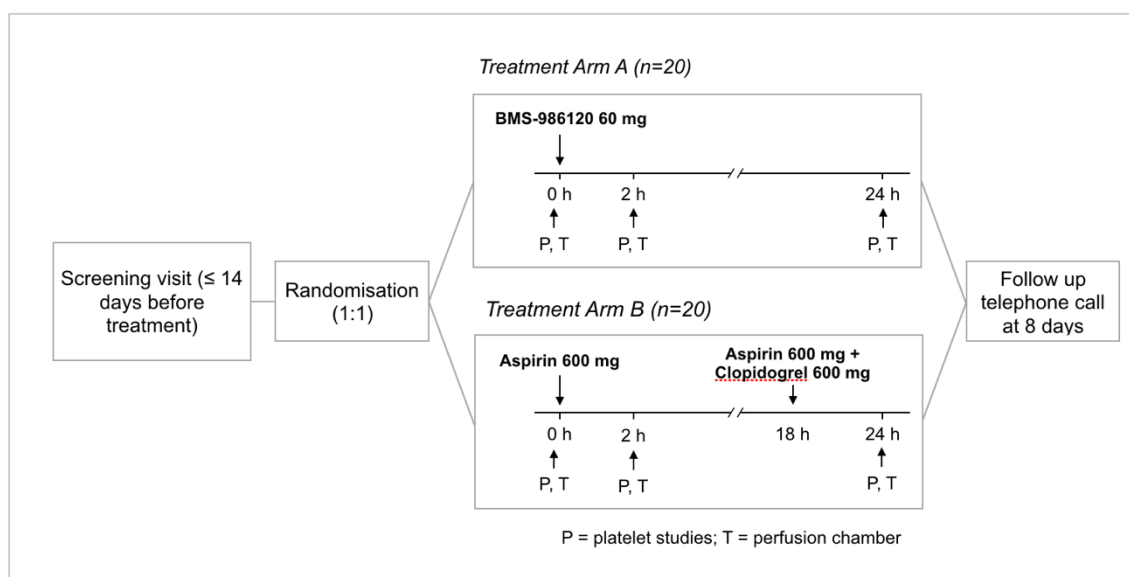 Screening visit (≤ 14
days before
treatment)
Randomisation
(1:1)
Treatment Arm A (n=20)
BMS-986120 60 mg
0 h
2 h
24 h
P, T
P, T
P, T
Treatment Arm B (n=20)
Aspirin 600 mg
Aspirin 600 mg +
Clopidogrel 600 mg
0 h
2 h
18 h
24 h
P, T
P, T
P, T
Follow up
telephone call
at 8 days
P = platelet studies; T = perfusion chamber